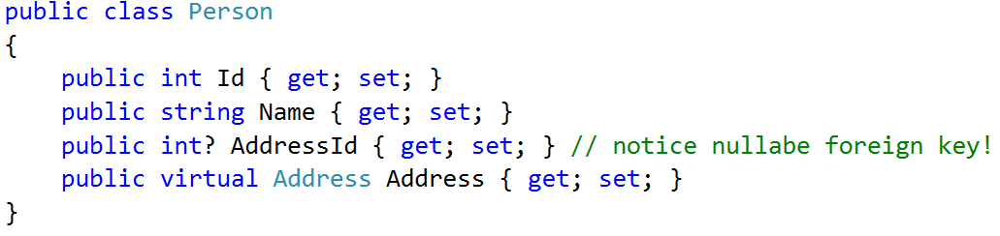 public class Person
{
    public int Id { get; set; }
    public string Name { get; set; }
    public int? AddressId { get; set; } // notice nullabe foreign key!
    public virtual Address Address { get; set; }
}